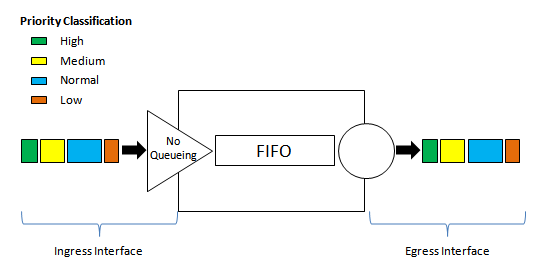 Priority Classification
High
Medium
Normal
Low
No
Queueing
FIFO
Ingress Interface
Egress Interface